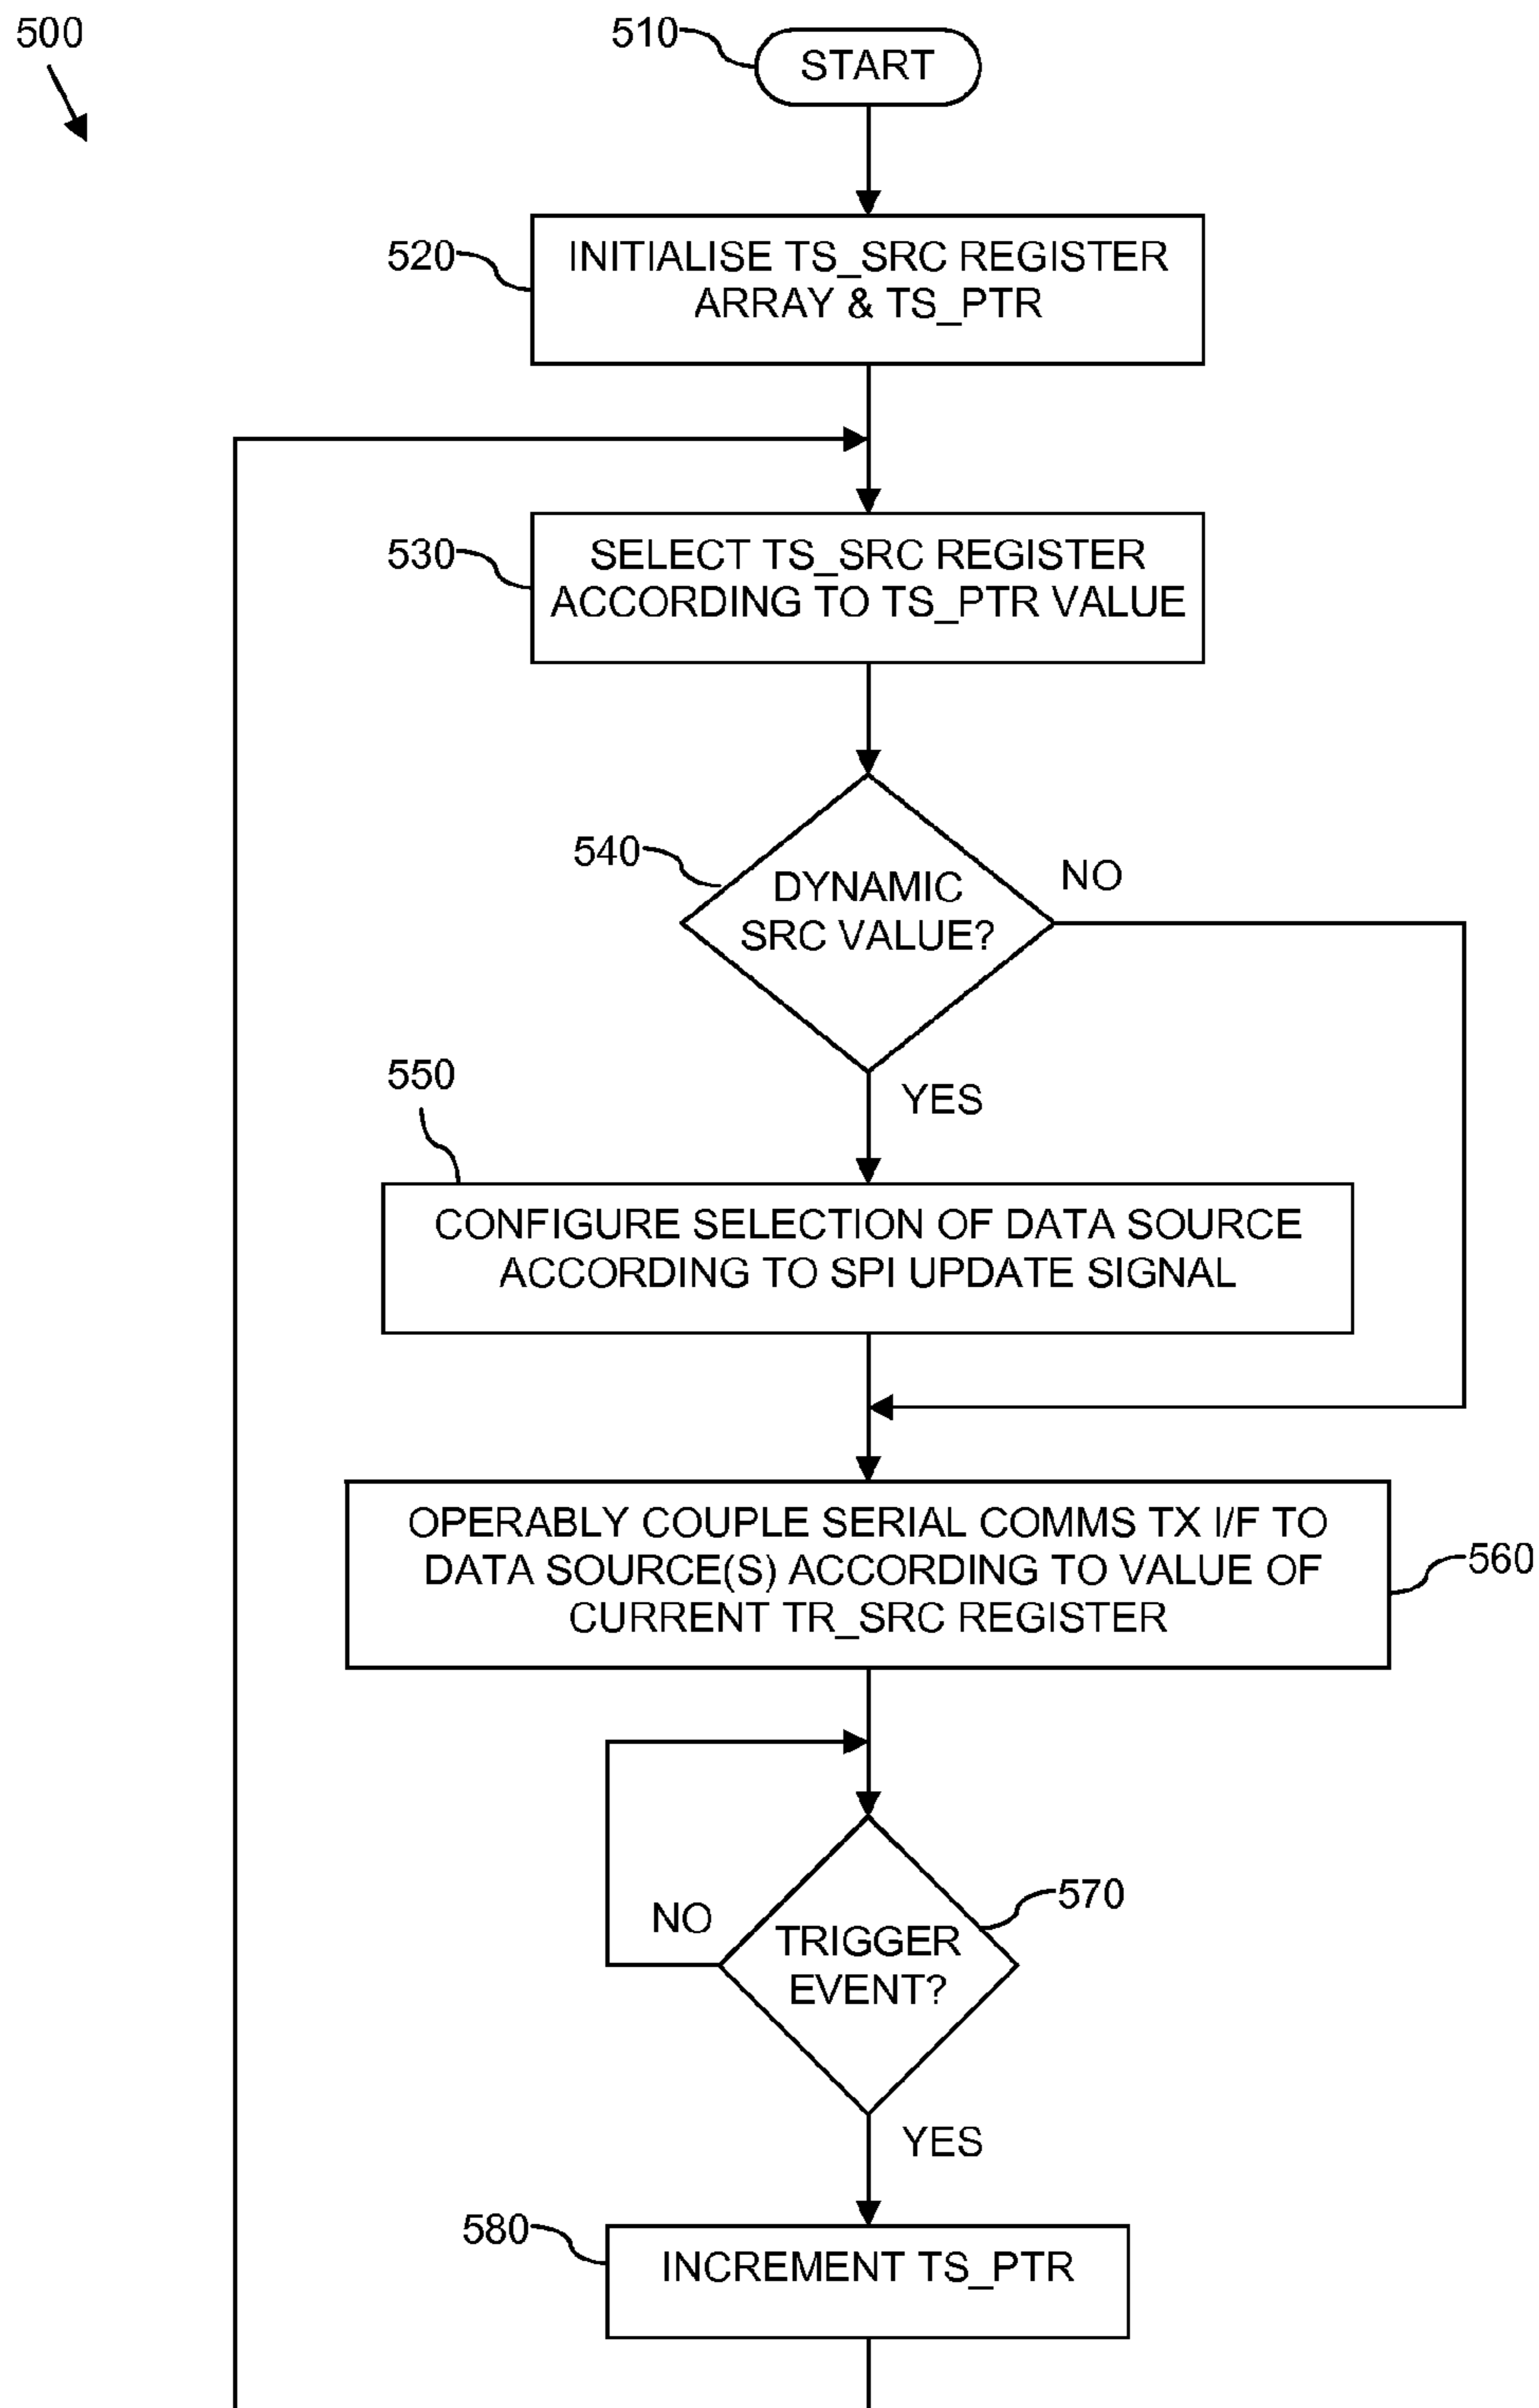 500
510
START
520
INITIALISE TS_SRC REGISTER
ARRAY & TS_PTR
530
SELECT TS_SRC REGISTER
ACCORDING TO TS_PTR VALUE
540
DYNAMIC
SRC VALUE?
NO
YES
550
CONFIGURE SELECTION OF DATA SOURCE
ACCORDING TO SPI UPDATE SIGNAL
OPERABLY COUPLE SERIAL COMMS TX I/F TO
DATA SOURCE(S) ACCORDING TO VALUE OF
CURRENT TR_SRC REGISTER
560
570
NO
TRIGGER
EVENT?
YES
580
INCREMENT TS_PTR